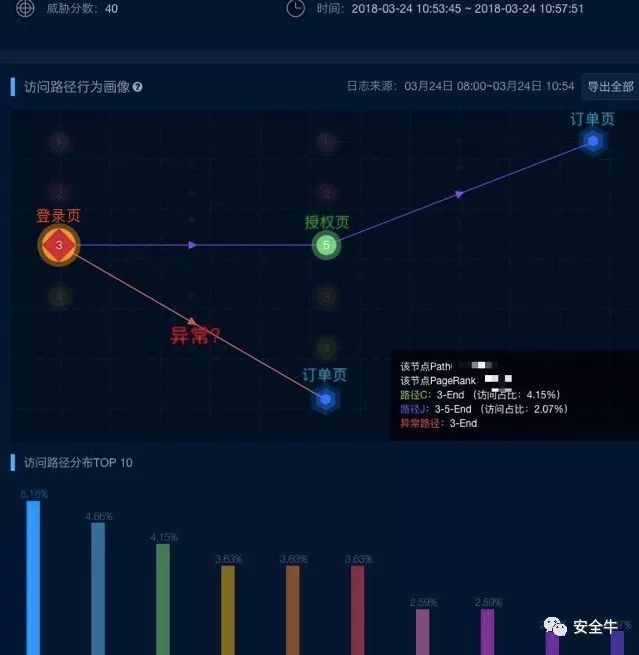 威胁分数：40
时间：2018-03-24 10:53:45 ~ 2018-03-24 10:57:51
访问路径行为画像
日志来源：03月24日 08:00~03月24日 10:54
导出全部
订单页
1
1
2
2
登录页
授权页
3
5
4
3
异常？
4
订单页
该节点Path
该节点PageRank：
路径C：3-End （访问占比：4.15%）
路径J：3-5-End （访问占比：2.07%）
异常路径：3-End
访问路径分布TOP 10
5.18%
4.66%
4.15%
3.63%
3.63%
3.63%
2.59%
2.59%
安全牛